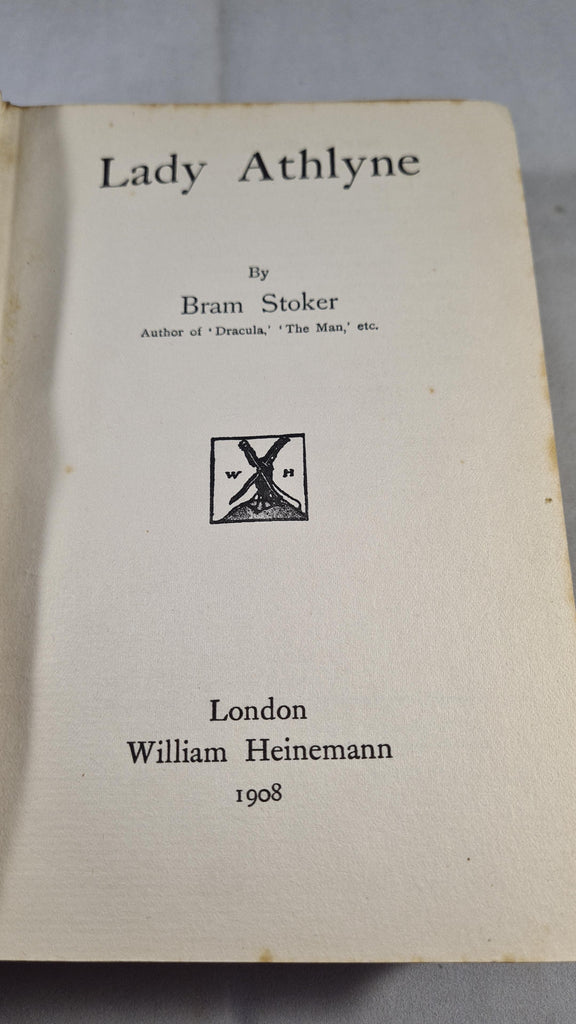 Lady Athlyne
By
Bram Stoker
Author of 'Dracula,' 'The Man,' etc.
W H
London
William Heinemann
1908